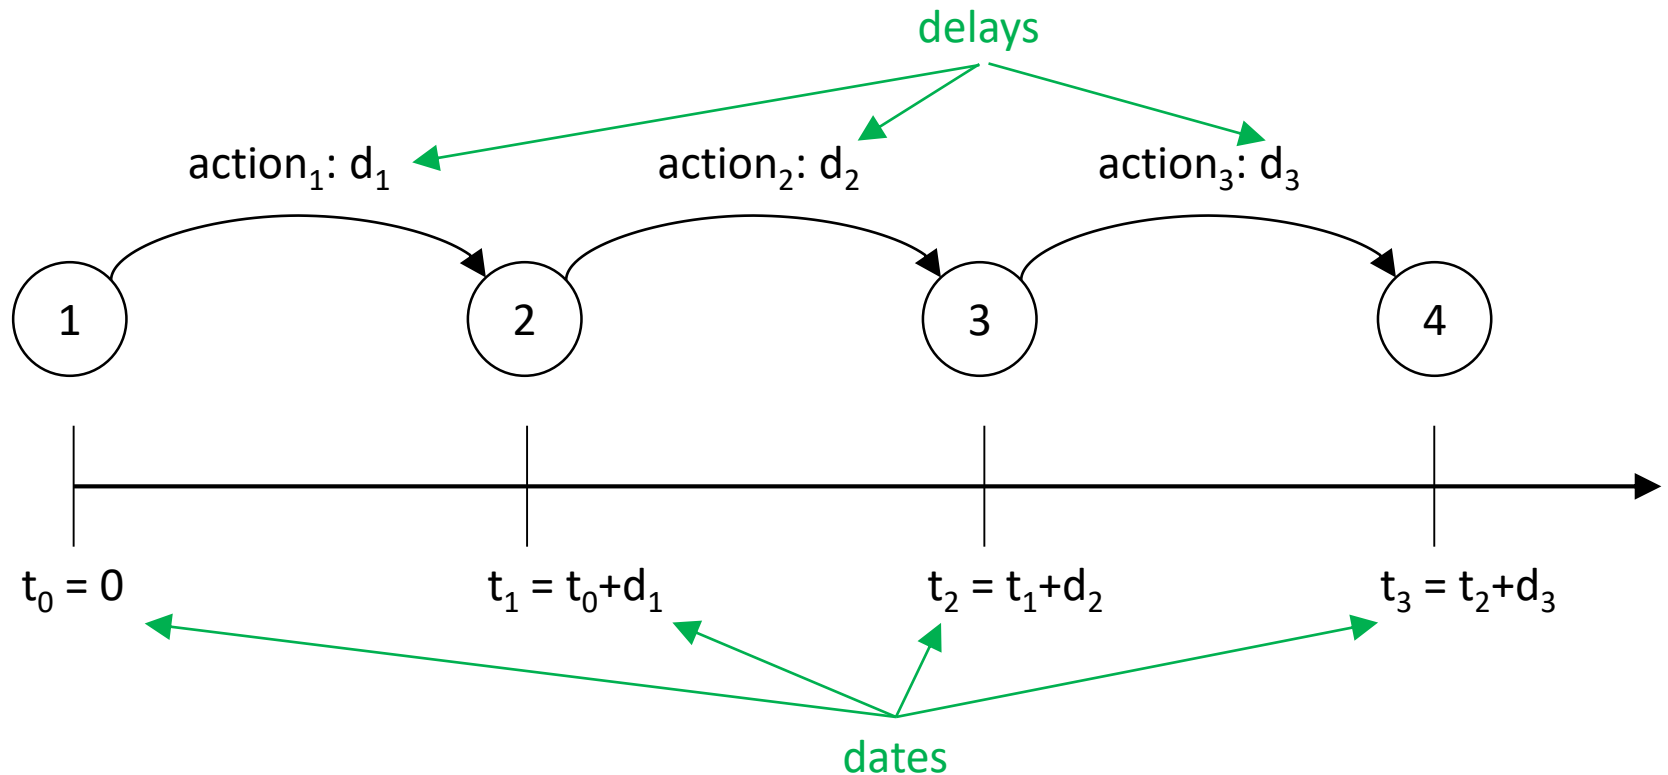 delays
action₁: d₁ action₂: d₂ action₃: d₃
1 2 3 4
t₀ = 0 t₁ = t₀+d₁ t₂ = t₁+d₂ t₃ = t₂+d₃
dates